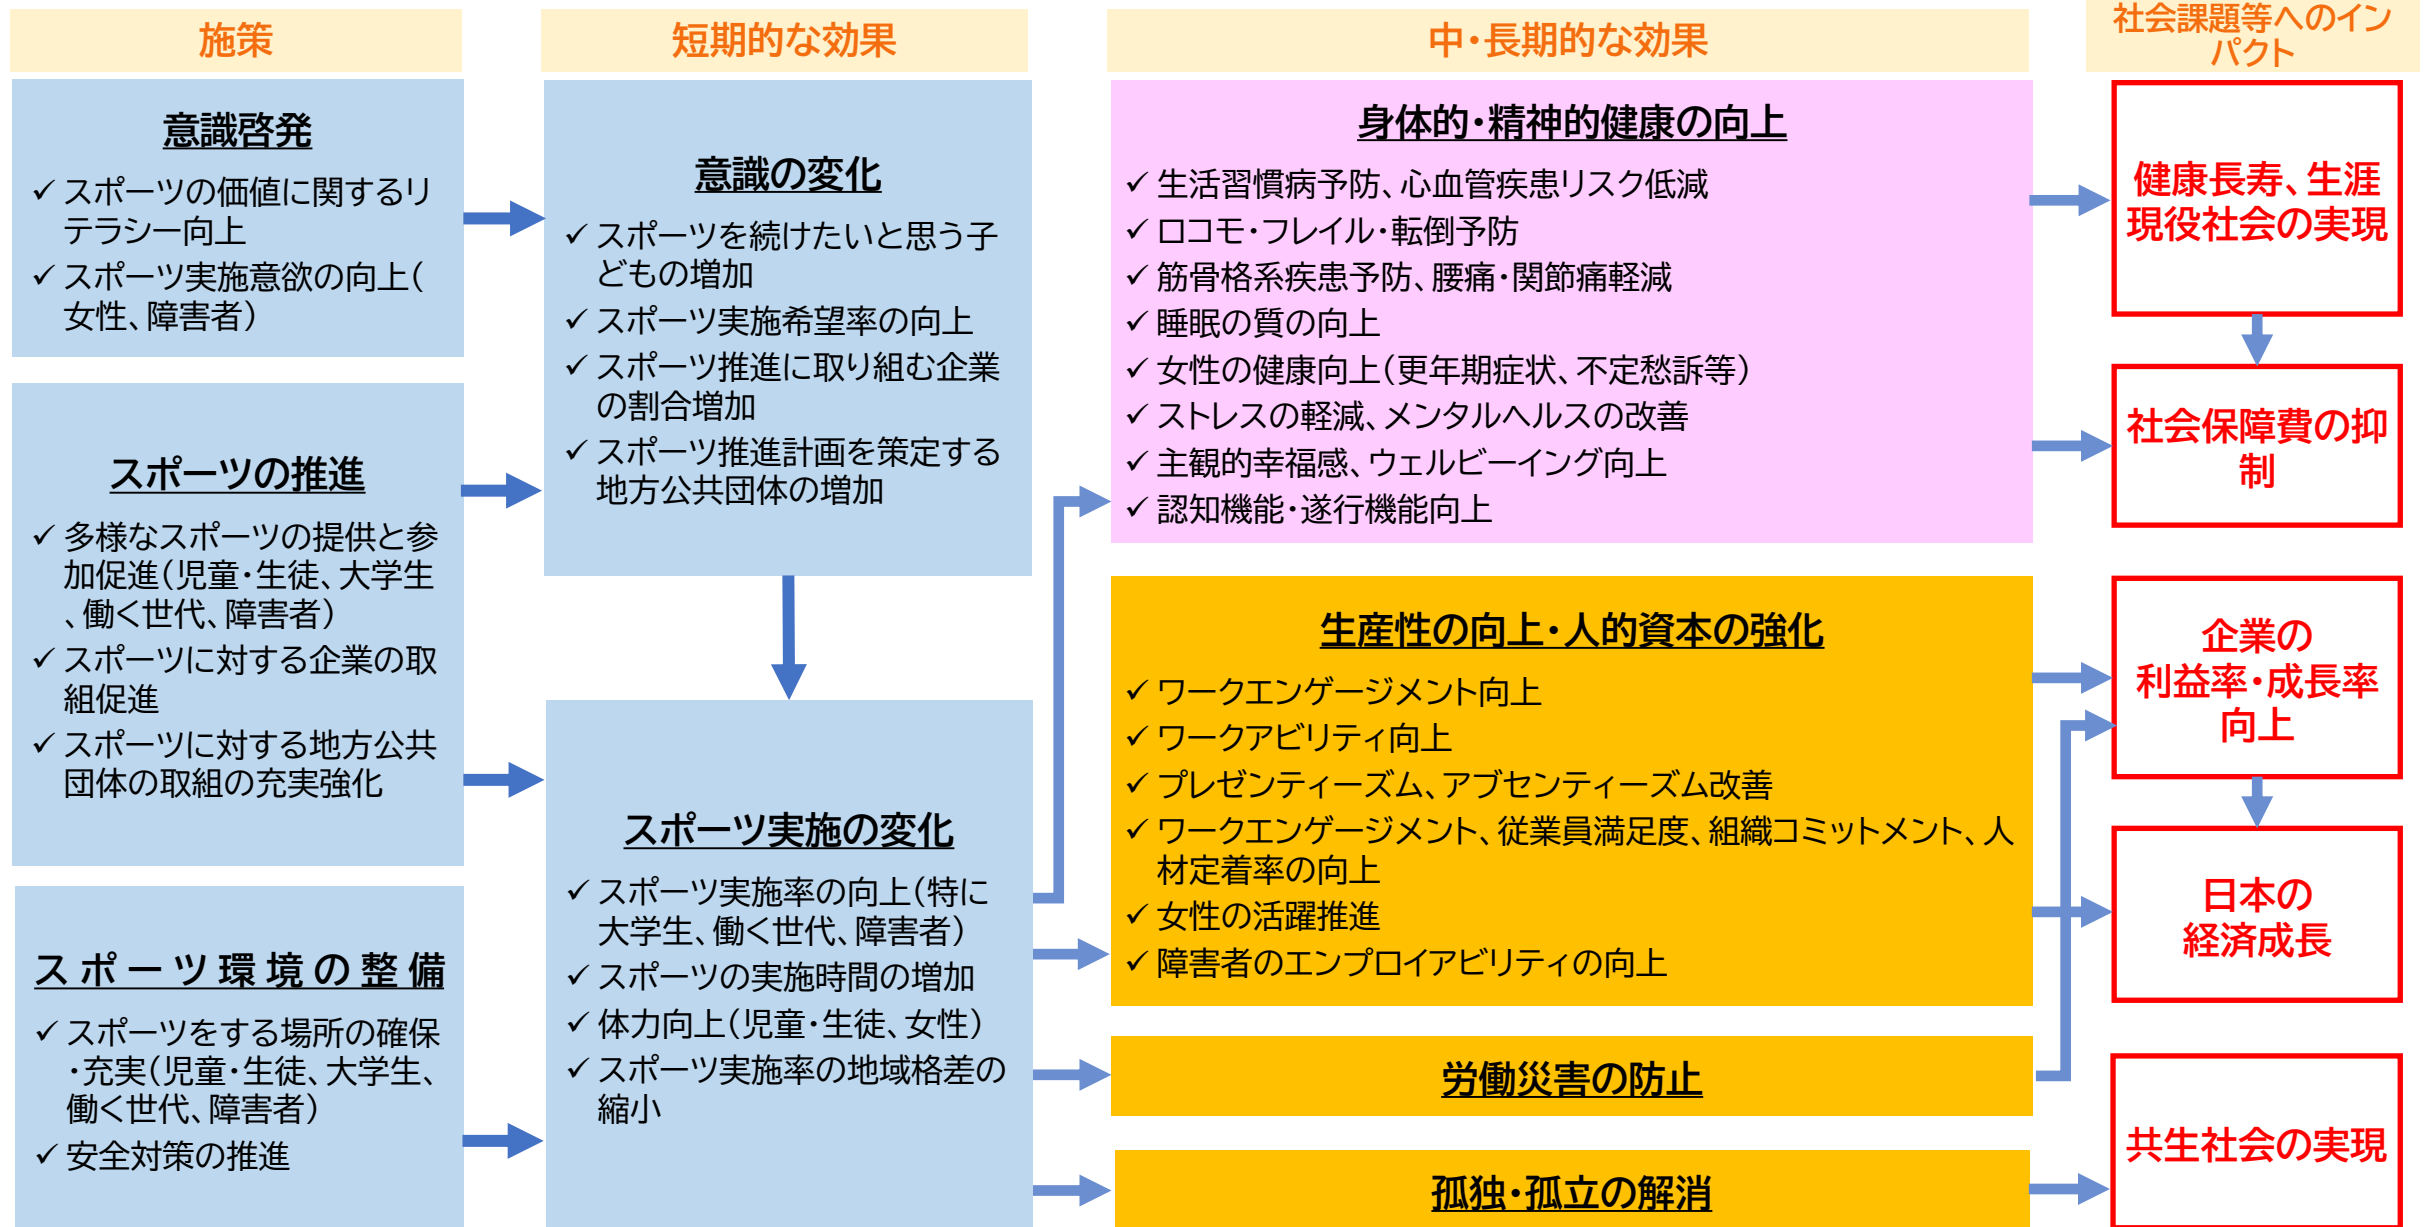 施策
意識啓発
✓ スポーツの価値に関するリ
テラシー向上
✓ スポーツ実施意欲の向上(
女性、障害者)
スポーツの推進
✓ 多様なスポーツの提供と参
加促進(児童・生徒、大学生
、働く世代、障害者)
✓ スポーツに対する企業の取
組促進
✓ スポーツに対する地方公共
団体の取組の充実強化
スポーツ環境の整備
✓ スポーツをする場所の確保
・充実(児童・生徒、大学生、
働く世代、障害者)
✓ 安全対策の推進
短期的な効果
意識の変化
✓ スポーツを続けたいと思う子
どもの増加
✓ スポーツ実施希望率の向上
✓ スポーツ推進に取り組む企業
の割合増加
✓ スポーツ推進計画を策定する
地方公共団体の増加
スポーツ実施の変化
✓ スポーツ実施率の向上(特に
大学生、働く世代、障害者)
✓ スポーツの実施時間の増加
✓ 体力向上(児童・生徒、女性)
✓ スポーツ実施率の地域格差の
縮小
中・長期的な効果
身体的・精神的健康の向上
✓ 生活習慣病予防、心血管疾患リスク低減
✓ ロコモ・フレイル・転倒予防
✓ 筋骨格系疾患予防、腰痛・関節痛軽減
✓ 睡眠の質の向上
✓ 女性の健康向上(更年期症状、不定愁訴等)
✓ ストレスの軽減、メンタルヘルスの改善
✓ 主観的幸福感、ウェルビーイング向上
✓ 認知機能・遂行機能向上
生産性の向上・人的資本の強化
✓ ワークエンゲージメント向上
✓ ワークアビリティ向上
✓ プレゼンティーズム、アブセンティーズム改善
✓ ワークエンゲージメント、従業員満足度、組織コミットメント、人
材定着率の向上
✓ 女性の活躍推進
✓ 障害者のエンプロイアビリティの向上
労働災害の防止
孤独・孤立の解消
社会課題等へのイン
パクト
健康長寿、生涯
現役社会の実現
社会保障費の抑
制
企業の
利益率・成長率
向上
日本の
経済成長
共生社会の実現